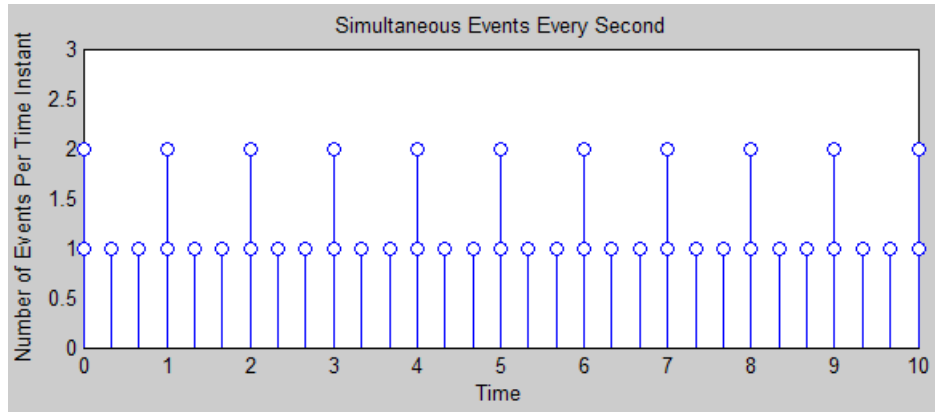 Simultaneous Events Every Second
Number of Events Per Time Instant
3
2.5
2
1.5
1
0.5
0
0 1 2 3 4 5 6 7 8 9 10
Time